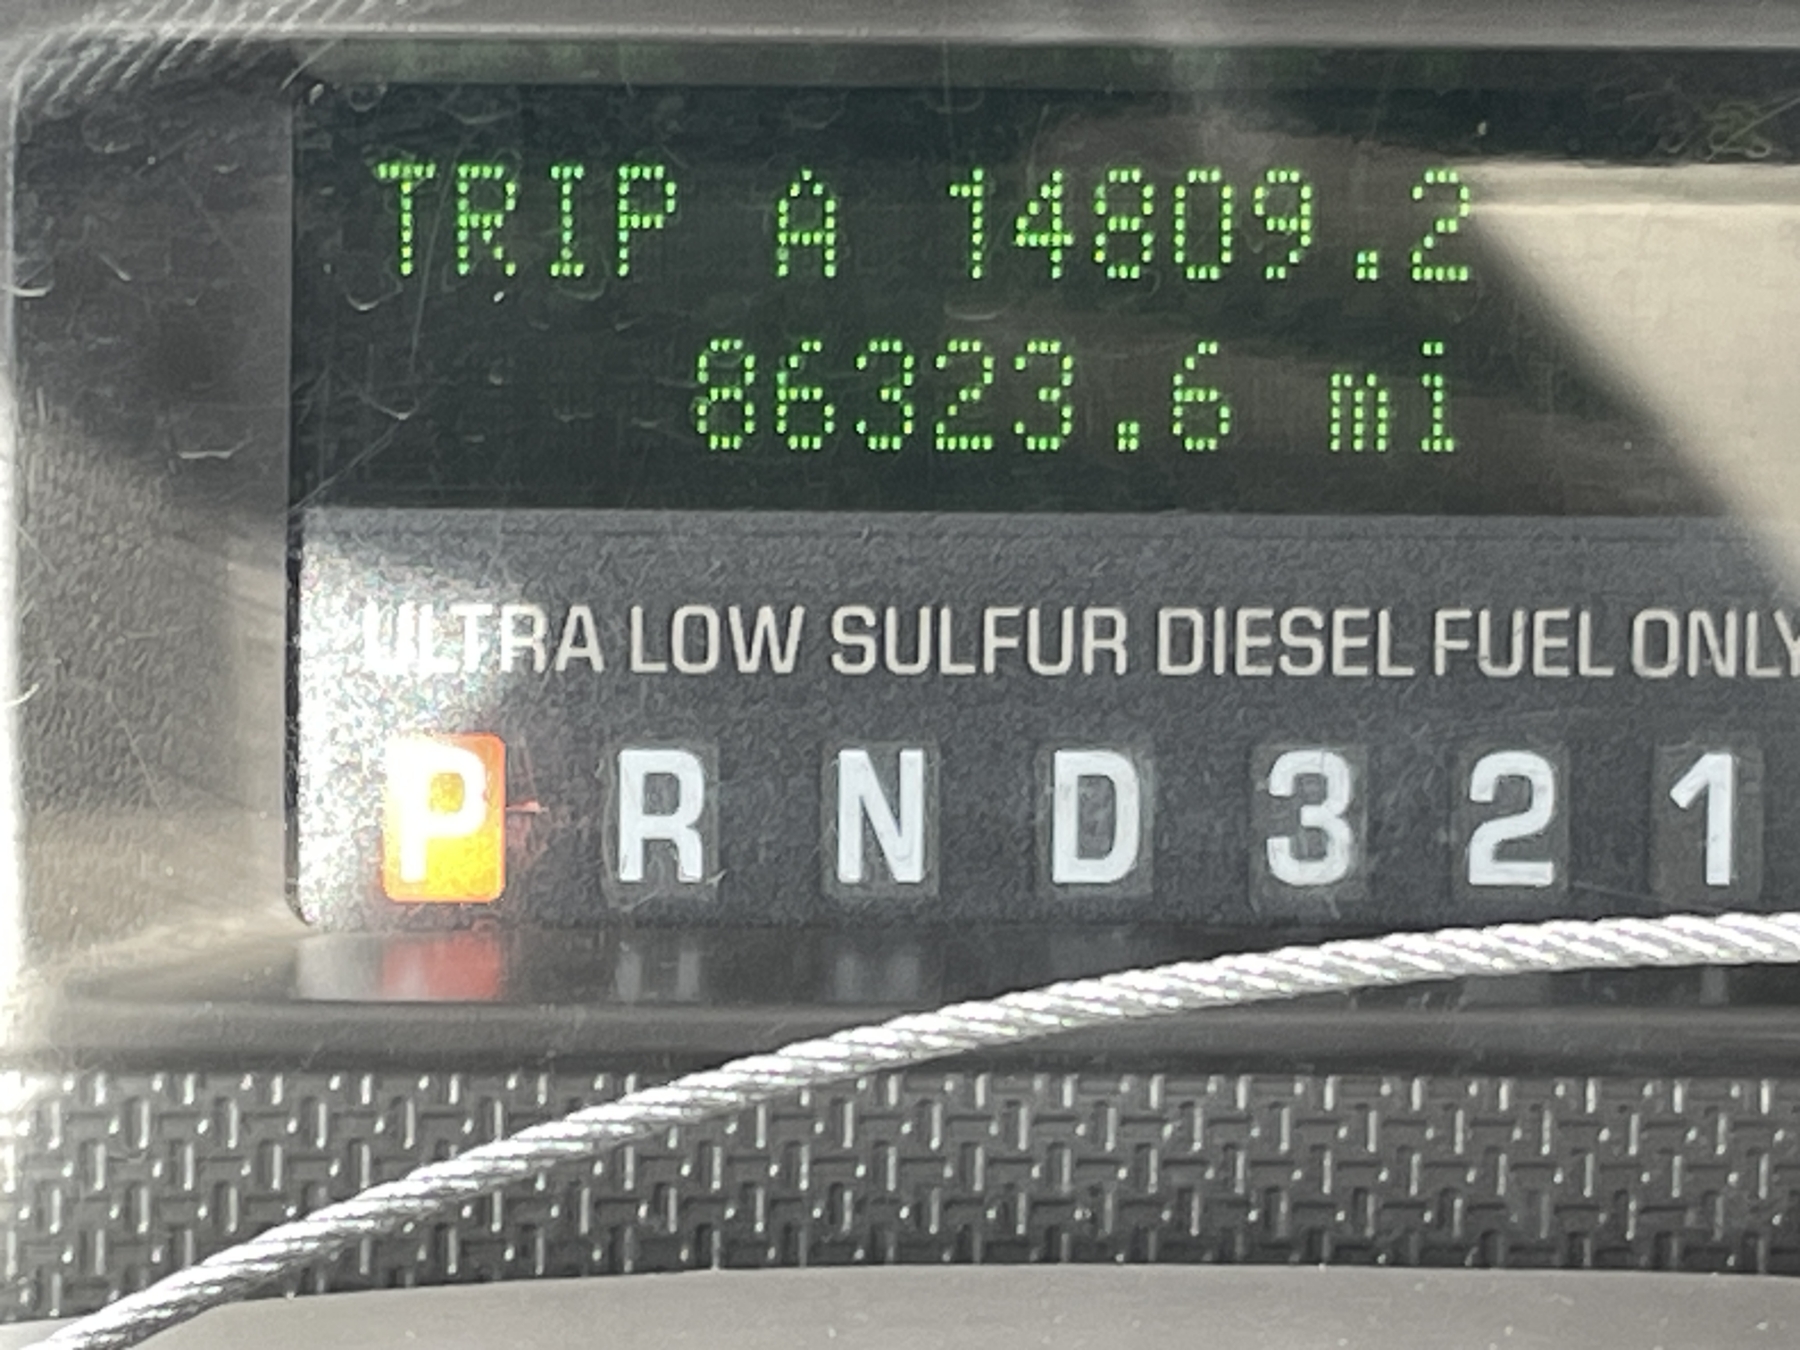 TRIP A 14809.2
86323.6 mi
ULTRA LOW SULFUR DIESEL FUEL ONLY
P R N D 3 2 1